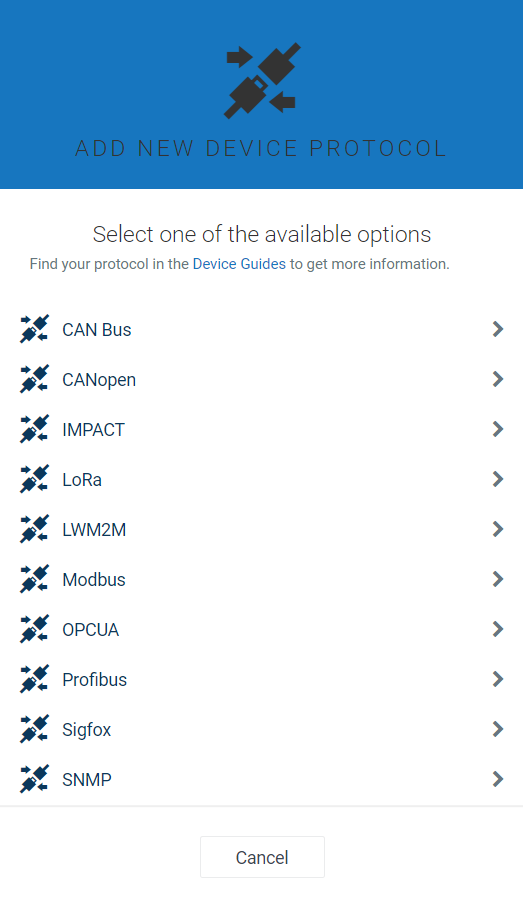 ADD NEW DEVICE PROTOCOL
Select one of the available options
Find your protocol in the Device Guides to get more information.
CAN Bus
CANopen
IMPACT
LoRa
LWM2M
Modbus
OPCUA
Profibus
Sigfox
SNMP
Cancel